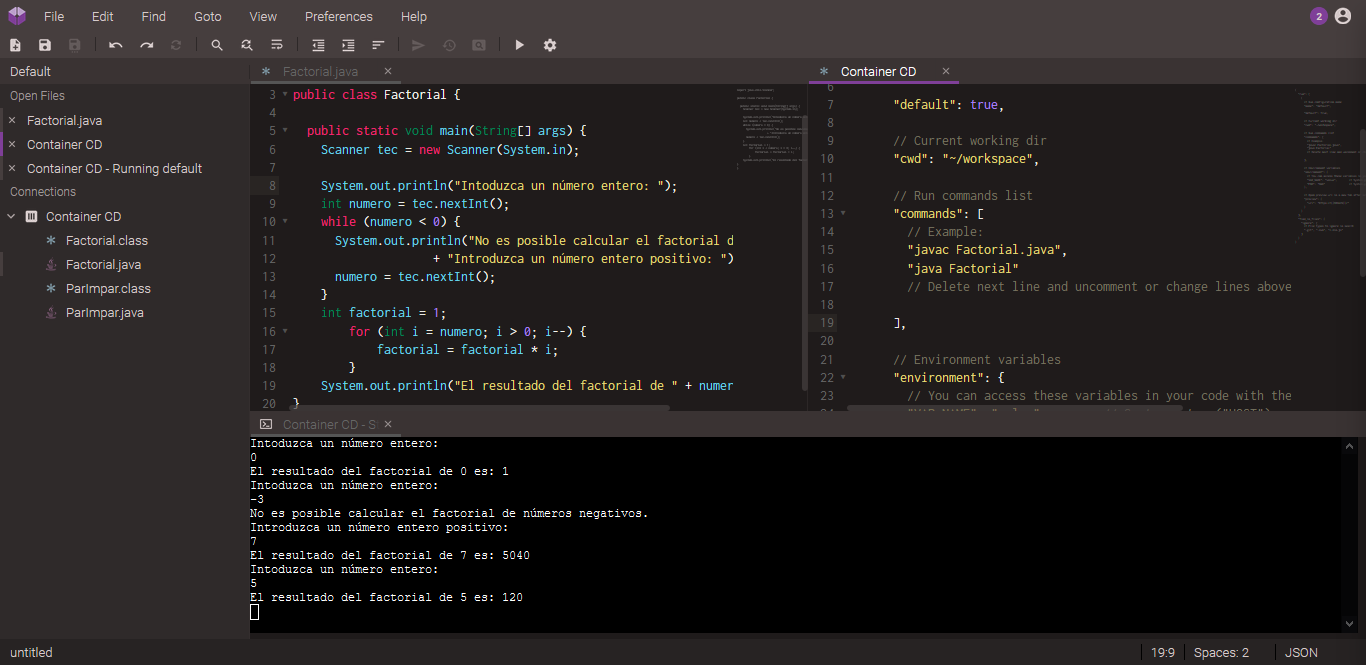 File Edit Find Goto View Preferences Help 2
Default
Open Files
Factorial.java
Container CD
Container CD - Running default
Connections
Container CD
Factorial.class
Factorial.java
ParImpar.class
ParImpar.java
Factorial.java
3 public class Factorial {
4
5 public static void main(String[] args) {
6 Scanner tec = new Scanner(System.in);
7
8 System.out.println("Intoduzca un número entero: ");
9 int numero = tec.nextInt();
10 while (numero < 0) {
11 System.out.println("No es posible calcular el factorial d
12 + "Introduzca un número entero positivo: ")
13 numero = tec.nextInt();
14 }
15 int factorial = 1;
16 for (int i = numero; i > 0; i--) {
17 factorial = factorial * i;
18 }
19 System.out.println("El resultado del factorial de " + numer
20 }
Container CD
6
7 "default": true,
8
9 // Current working dir
10 "cwd": "~/workspace",
11
12 // Run commands list
13 "commands": [
14 // Example:
15 "javac Factorial.java",
16 "java Factorial"
17 // Delete next line and uncomment or change lines above
18
19 ],
20
21 // Environment variables
22 "environment": {
23 // You can access these variables in your code with the
Container CD - S
Intoduzca un número entero:
0
El resultado del factorial de 0 es: 1
Intoduzca un número entero:
-3
No es posible calcular el factorial de números negativos.
Introduzca un número entero positivo:
7
El resultado del factorial de 7 es: 5040
Intoduzca un número entero:
5
El resultado del factorial de 5 es: 120
untitled 19:9 Spaces: 2 JSON